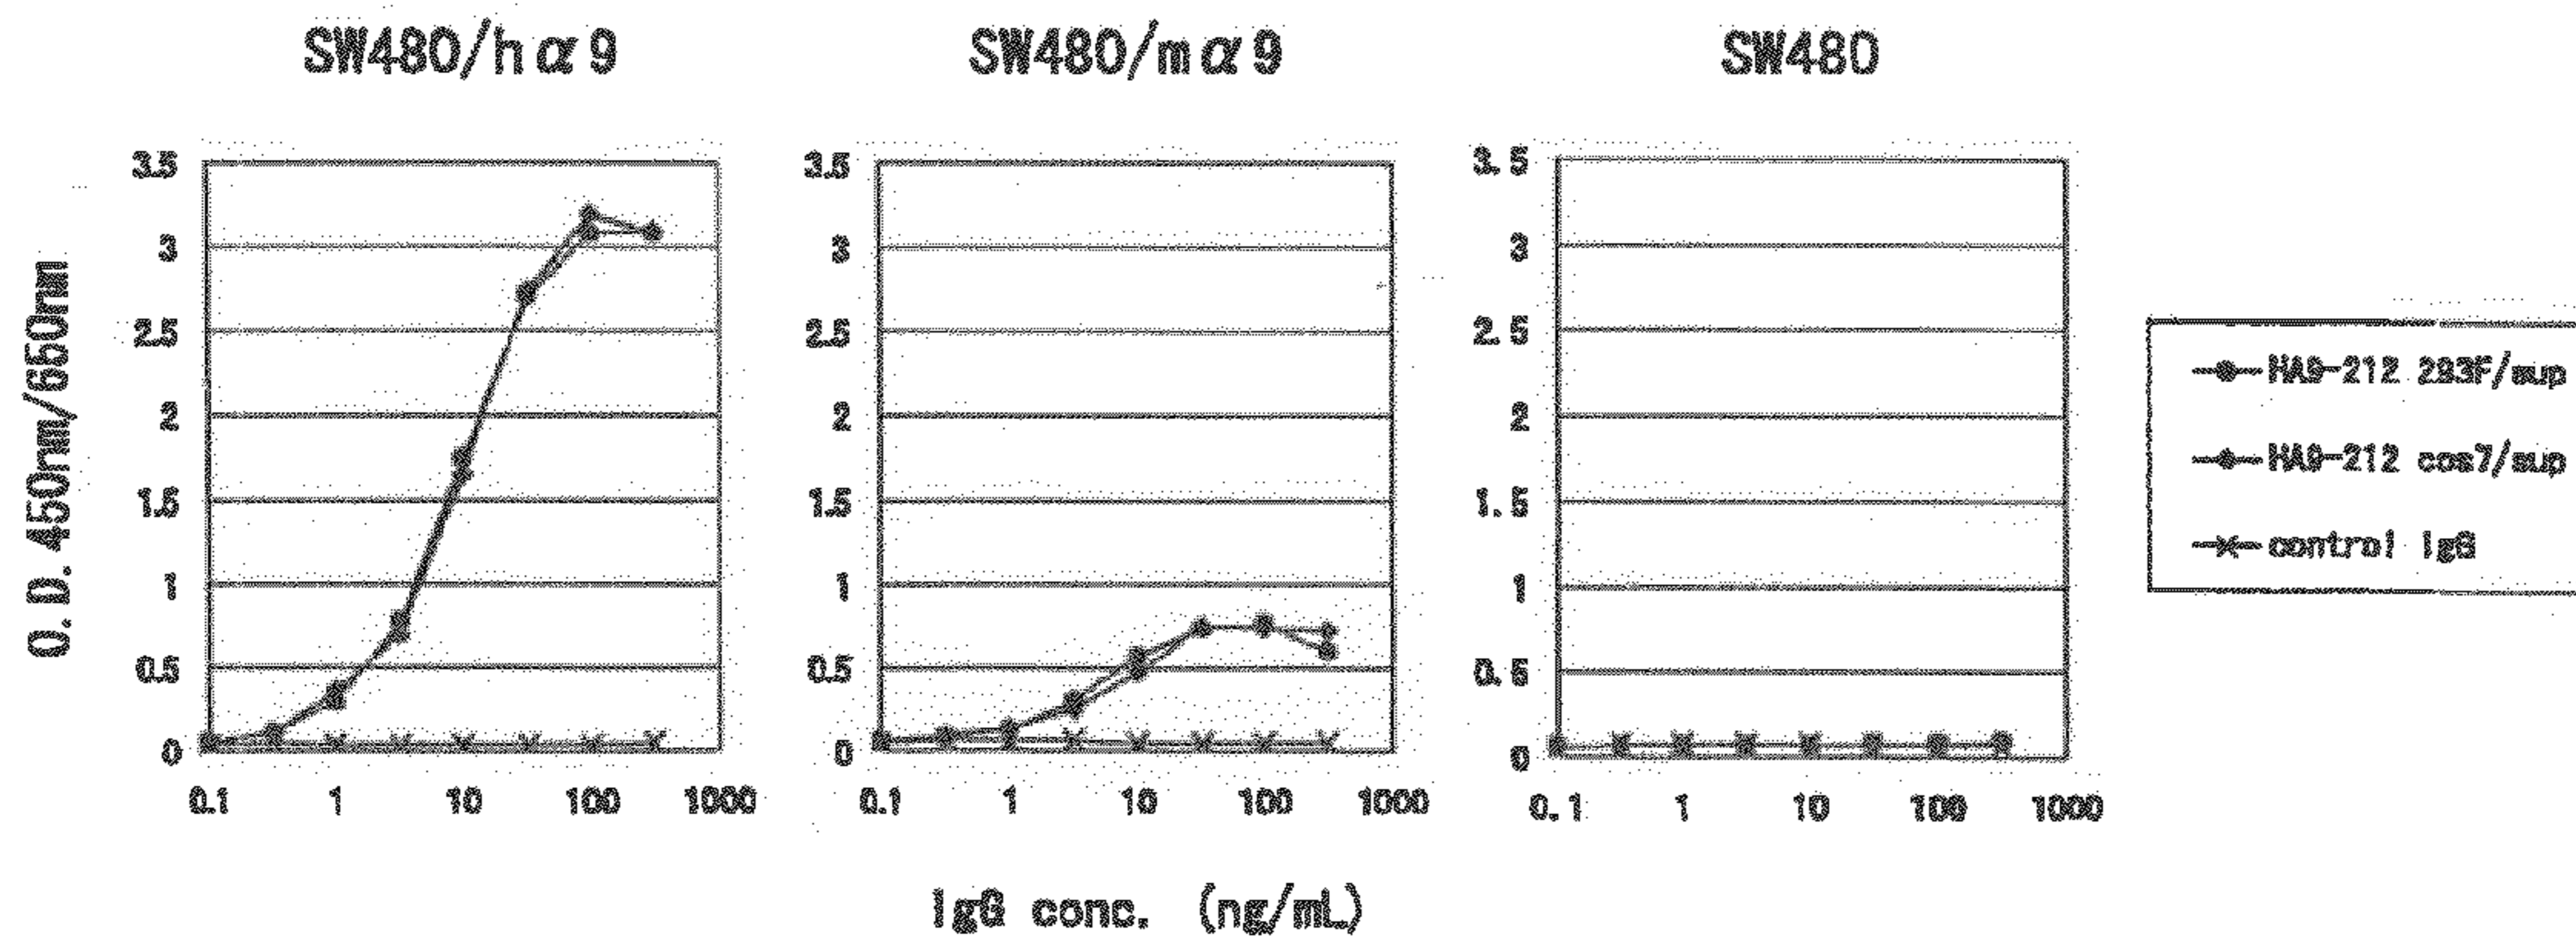 SW480/hα9
SW480/mα9
SW480
O. D. 450nm/650nm
3.5
3
2.5
2
1.5
1
0.5
0
0.1 1 10 100 1000
3.5
3
2.5
2
1.5
1
0.5
0
0.1 1 10 100 1000
3.5
3
2.5
2
1.5
1
0.5
0
0.1 1 10 100 1000
HA9-212 293F/sup
HA9-212 cos7/sup
control IgG
IgG conc. (ng/mL)